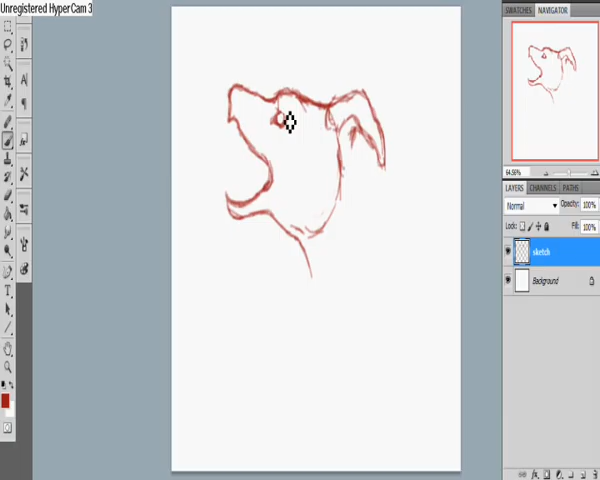 Unregistered HyperCam 3
SWATCHES NAVIGATOR
64.56%
LAYERS CHANNELS PATHS
Normal Opacity: 100%
Lock: Fill: 100%
sketch
Background